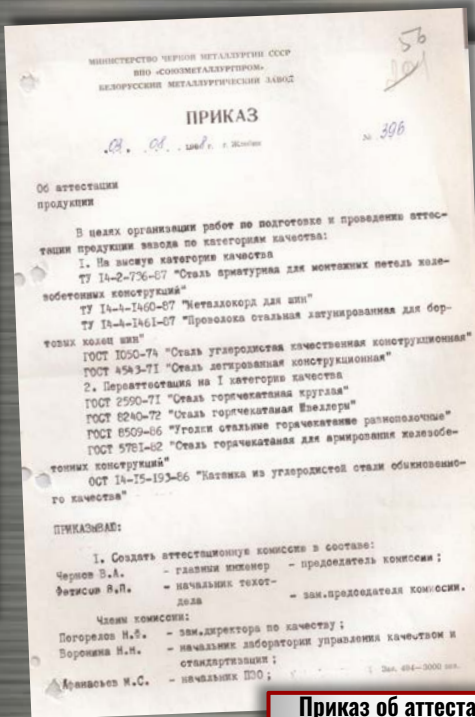 56
МИНИСТЕРСТВО ЧЕРНОЙ МЕТАЛЛУРГИИ СССР
ВПО «СОЮЗМЕТАЛЛУРГПРОМ»
БЕЛОРУССКИЙ МЕТАЛЛУРГИЧЕСКИЙ ЗАВОД
ПРИКАЗ
03. 08. 1988 г. г. Жлобин № 396
Об аттестации
продукции
В целях организации работ по подготовке и проведению аттес-
тации продукции завода по категориям качества:
1. На высшую категорию качества
ТУ 14-2-736-87 "Сталь арматурная для монтажных петель желе-
зобетонных конструкций"
ТУ 14-4-1460-87 "Металлокорд для шин"
ТУ 14-4-1461-87 "Проволока стальная латунированная для бор-
товых колец шин"
ГОСТ 1050-74 "Сталь углеродистая качественная конструкционная"
ГОСТ 4543-71 "Сталь легированная конструкционная"
2. Переаттестация на I категорию качества
ГОСТ 2590-71 "Сталь горячекатаная круглая"
ГОСТ 8240-72 "Сталь горячекатаная Швеллеры"
ГОСТ 8509-86 "Уголки стальные горячекатаные равнополочные"
ГОСТ 5781-82 "Сталь горячекатаная для армирования железобе-
тонных конструкций"
ОСТ 14-15-193-86 "Катанка из углеродистой стали обыкновенно-
го качества"
ПРИКАЗЫВАЮ:
1. Создать аттестационную комиссию в составе:
Чернов В.А. - главный инженер - председатель комиссии;
Фетисов В.П. - начальник техот-
дела - зам.председателя комиссии.
Члены комиссии:
Погорелов Н.Ф. - зам.директора по качеству;
Воронина Н.Н. - начальник лаборатории управления качеством и
стандартизации;
Афанасьев М.С. - начальник ПЭО;
Зак. 484—3000 экз.
Приказ об аттеста